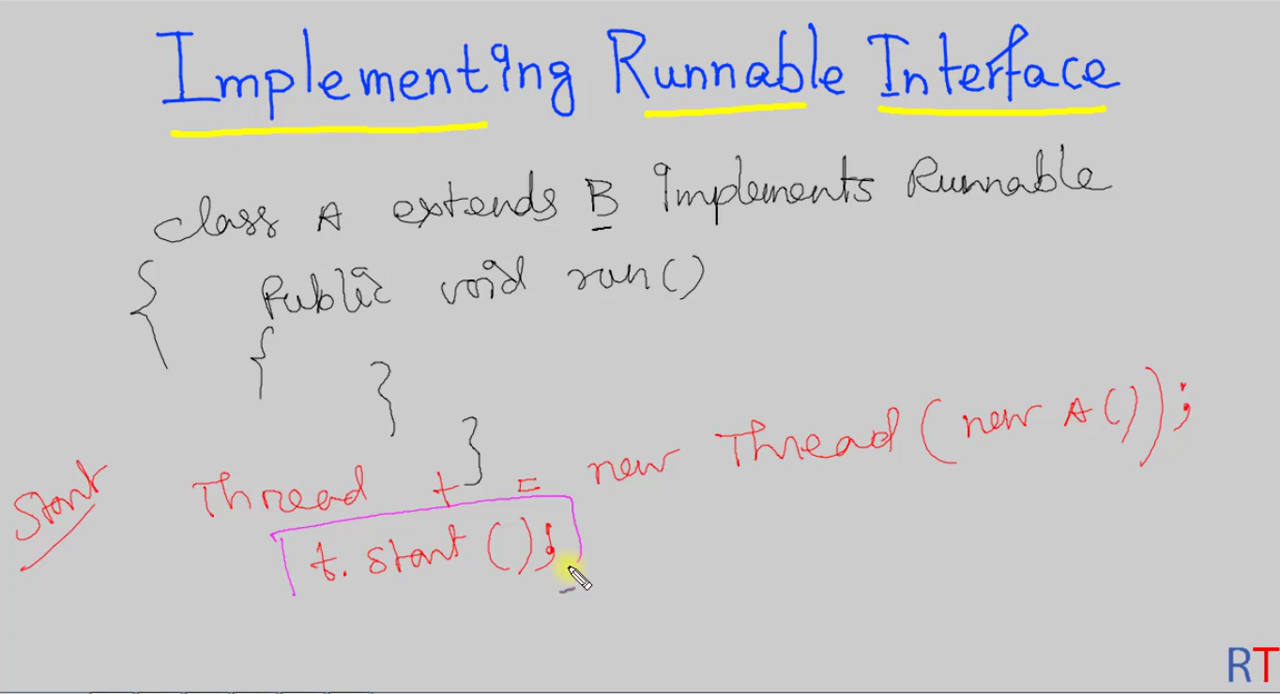 Implementing Runnable Interface
class A extends B implements Runnable
{
Public void run()
{
}
}
Start
Thread t = new Thread(new A());
t.start();
RT